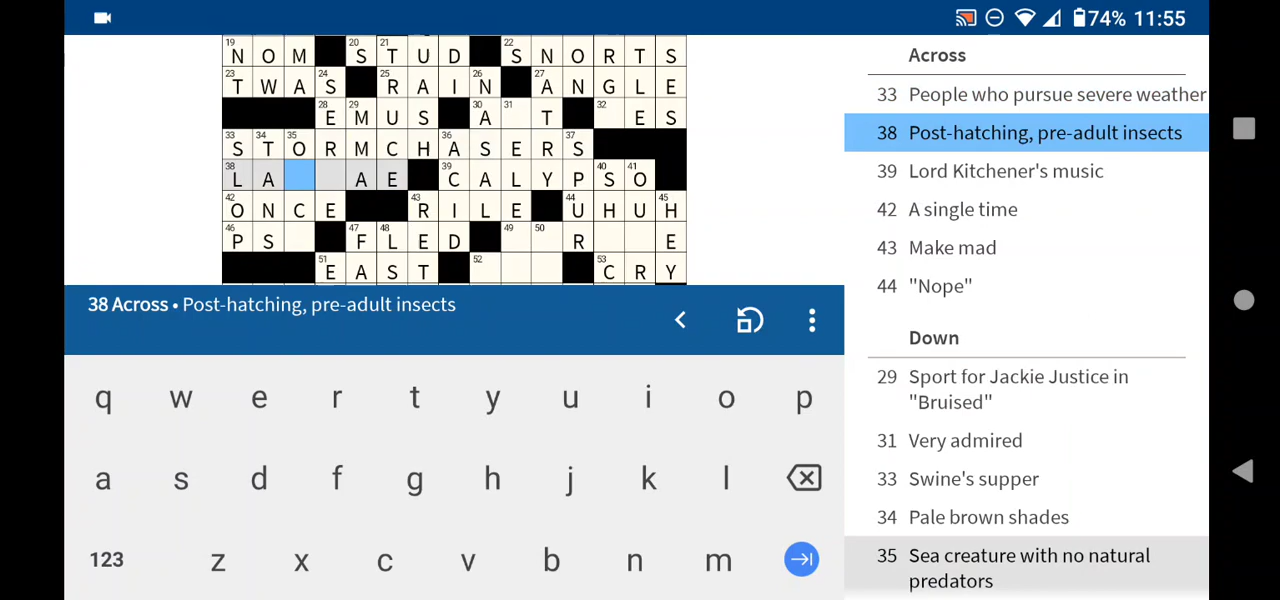 74% 11:55
19 20 21 22
N O M S T U D S N O R T S
23 24 25 26 27
T W A S R A I N A N G L E
28 29 30 31 32
E M U S A T E S
33 34 35 36 37
S T O R M C H A S E R S
38 39 40 41
L A A E C A L Y P S O
42 43 44 45
O N C E R I L E U H U H
46 47 48 49 50
P S F L E D R E
51 52 53
E A S T C R Y
38 Across • Post-hatching, pre-adult insects
q w e r t y u i o p
a s d f g h j k l
123 z x c v b n m
Across
33 People who pursue severe weather
38 Post-hatching, pre-adult insects
39 Lord Kitchener's music
42 A single time
43 Make mad
44 "Nope"
Down
29 Sport for Jackie Justice in
"Bruised"
31 Very admired
33 Swine's supper
34 Pale brown shades
35 Sea creature with no natural
predators